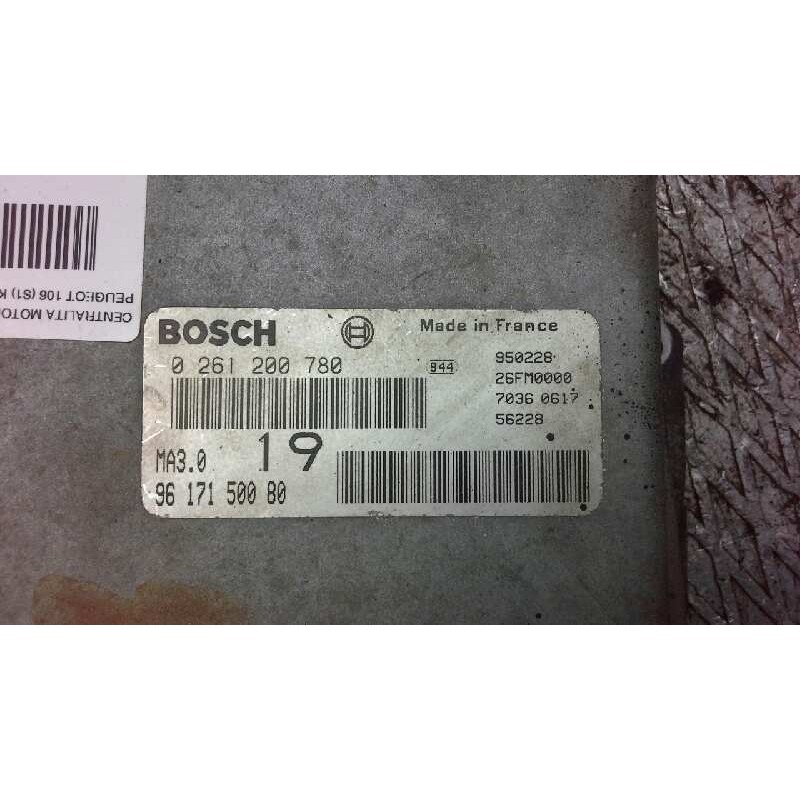 BOSCH
Made in France
0 261 200 780
944
950228
26FM0000
7036 0617
56228
MA3.0
19
96 171 500 80
CENTRALITA MOTOR
PEUGEOT 106 (S1) K